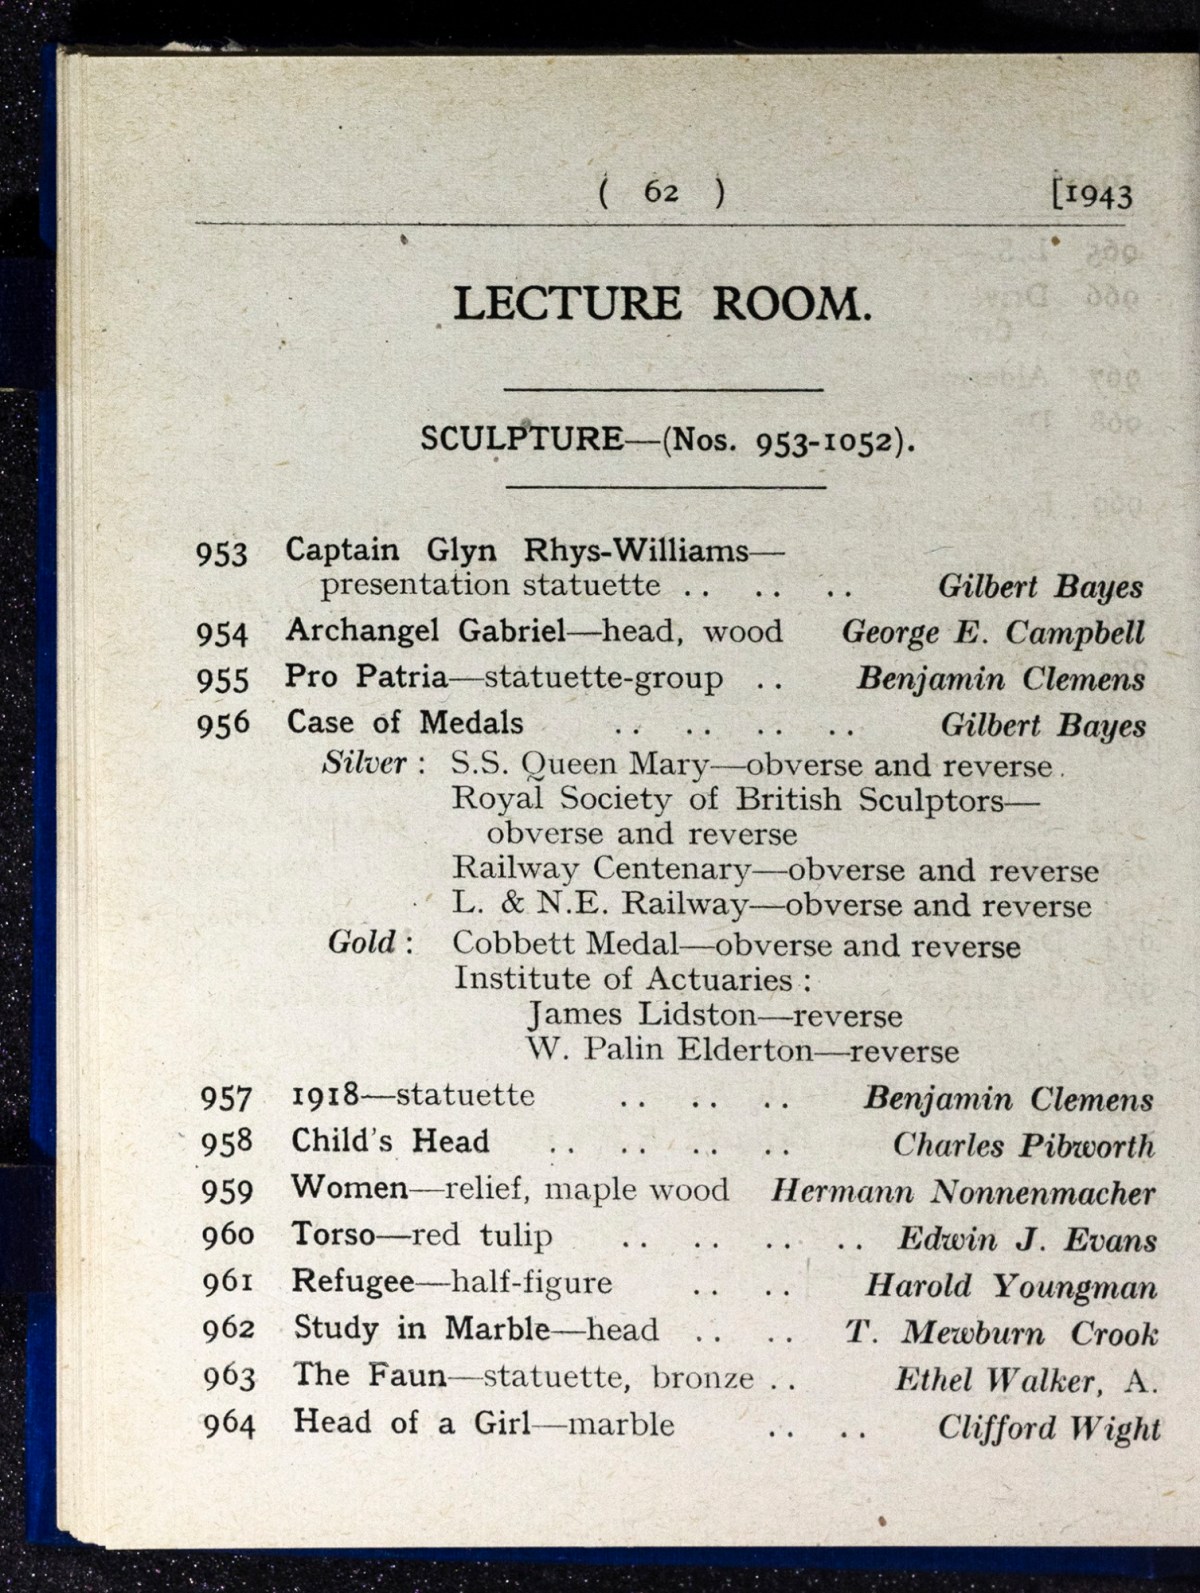 ( 62 ) [1943
LECTURE ROOM.
SCULPTURE—(Nos. 953-1052).
953 Captain Glyn Rhys-Williams—
presentation statuette .. .. .. Gilbert Bayes
954 Archangel Gabriel—head, wood George E. Campbell
955 Pro Patria—statuette-group .. Benjamin Clemens
956 Case of Medals .. .. .. .. Gilbert Bayes
Silver : S.S. Queen Mary—obverse and reverse.
Royal Society of British Sculptors—
obverse and reverse
Railway Centenary—obverse and reverse
L. & N.E. Railway—obverse and reverse
Gold : Cobbett Medal—obverse and reverse
Institute of Actuaries :
James Lidston—reverse
W. Palin Elderton—reverse
957 1918—statuette .. .. .. Benjamin Clemens
958 Child's Head .. .. .. .. Charles Pibworth
959 Women—relief, maple wood Hermann Nonnenmacher
960 Torso—red tulip .. .. .. .. Edwin J. Evans
961 Refugee—half-figure .. .. Harold Youngman
962 Study in Marble—head .. .. T. Mewburn Crook
963 The Faun—statuette, bronze .. Ethel Walker, A.
964 Head of a Girl—marble .. .. Clifford Wight